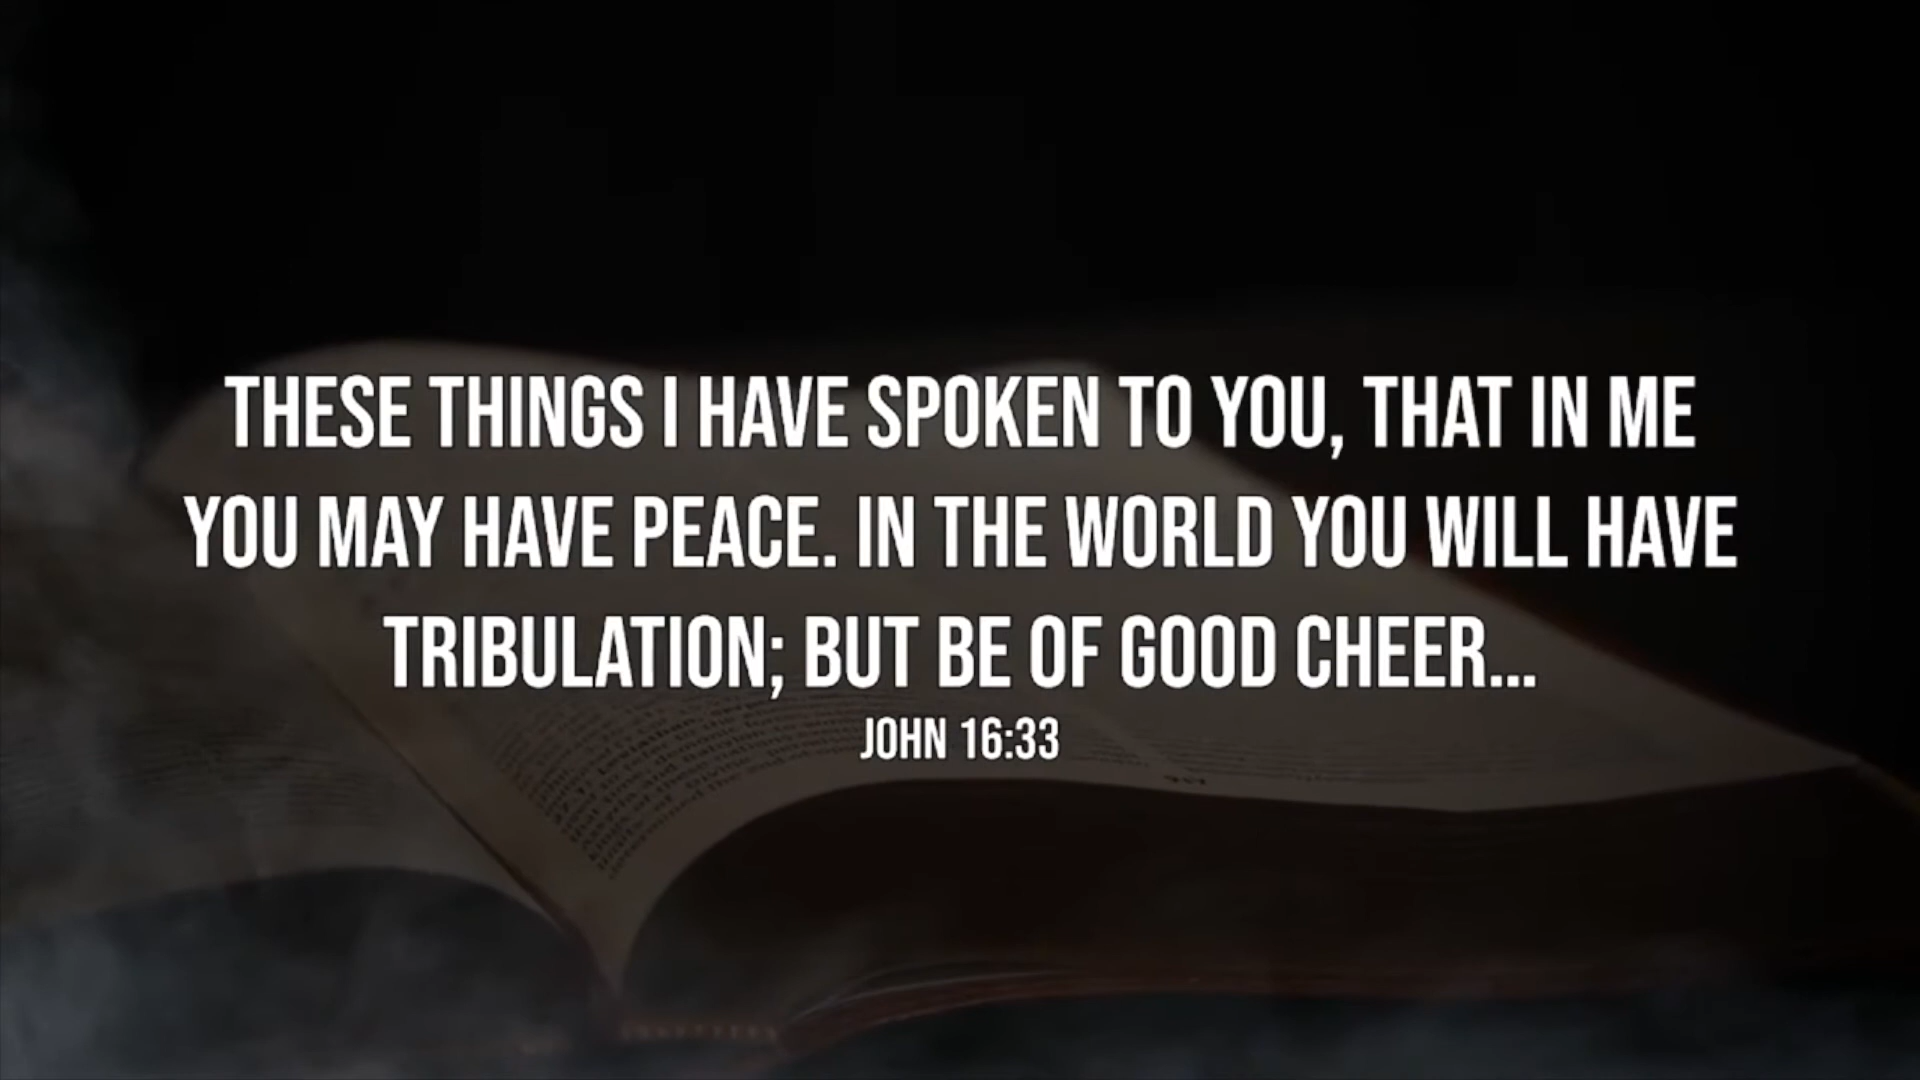 THESE THINGS I HAVE SPOKEN TO YOU, THAT IN ME
YOU MAY HAVE PEACE. IN THE WORLD YOU WILL HAVE
TRIBULATION; BUT BE OF GOOD CHEER...
JOHN 16:33